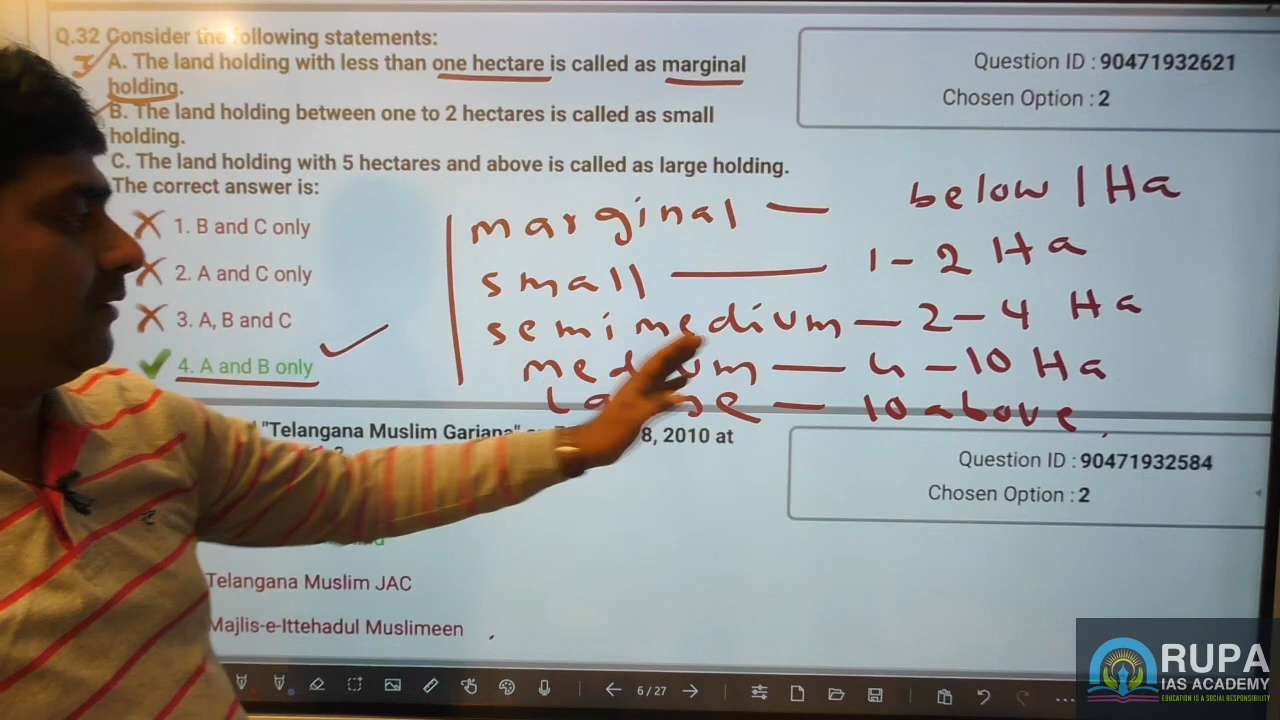 Q.32 Consider the following statements:
A. The land holding with less than one hectare is called as marginal
holding.
B. The land holding between one to 2 hectares is called as small
holding.
C. The land holding with 5 hectares and above is called as large holding.
The correct answer is:
1. B and C only
2. A and C only
3. A, B and C
4. A and B only
Question ID : 90471932621
Chosen Option : 2
marginal — below 1 Ha
small — 1 - 2 Ha
semi medium — 2 - 4 Ha
— 4 - 10 Ha
— 10 above
"Telangana Muslim Garjana"
8, 2010 at
Question ID : 90471932584
Chosen Option : 2
Telangana Muslim JAC
Majlis-e-Ittehadul Muslimeen
6 / 27
RUPA
IAS ACADEMY
EDUCATION IS A SOCIAL RESPONSIBILITY